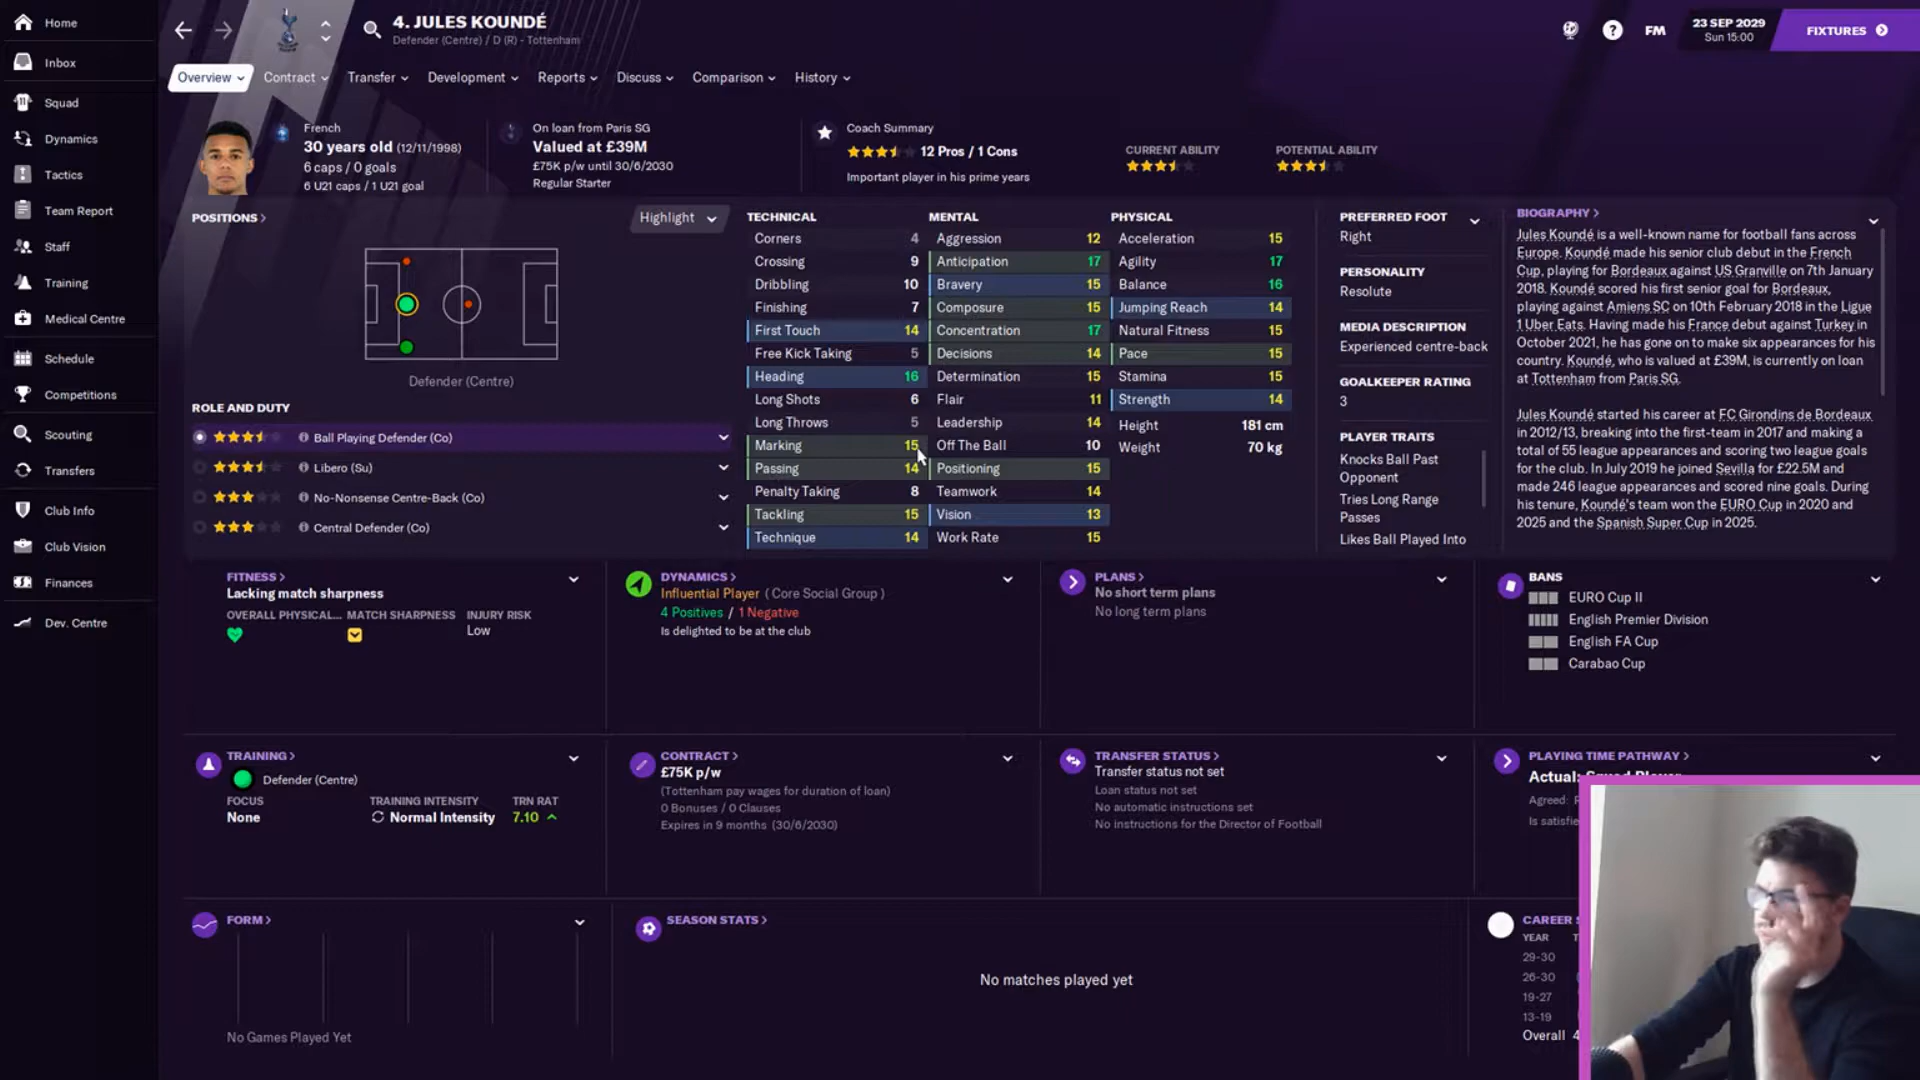 Home
Inbox
Squad
Dynamics
Tactics
Team Report
Staff
Training
Medical Centre
Schedule
Competitions
Scouting
Transfers
Club Info
Club Vision
Finances
Dev. Centre
4. JULES KOUNDÉ
Defender (Centre) / D (R) - Tottenham
FM
23 SEP 2029
Sun 15:00
FIXTURES
Overview Contract Transfer Development Reports Discuss Comparison History
French
30 years old (12/11/1998)
6 caps / 0 goals
6 U21 caps / 1 U21 goal
On loan from Paris SG
Valued at £39M
£75K p/w until 30/6/2030
Regular Starter
Coach Summary
12 Pros / 1 Cons
Important player in his prime years
CURRENT ABILITY
POTENTIAL ABILITY
POSITIONS >
Highlight
Defender (Centre)
ROLE AND DUTY
Ball Playing Defender (Co)
Libero (Su)
No-Nonsense Centre-Back (Co)
Central Defender (Co)
TECHNICAL
Corners 4
Crossing 9
Dribbling 10
Finishing 7
First Touch 14
Free Kick Taking 5
Heading 16
Long Shots 6
Long Throws 5
Marking 15
Passing 14
Penalty Taking 8
Tackling 15
Technique 14
MENTAL
Aggression 12
Anticipation 17
Bravery 15
Composure 15
Concentration 17
Decisions 14
Determination 15
Flair 11
Leadership 14
Off The Ball 10
Positioning 15
Teamwork 14
Vision 13
Work Rate 15
PHYSICAL
Acceleration 15
Agility 17
Balance 16
Jumping Reach 14
Natural Fitness 15
Pace 15
Stamina 15
Strength 14
Height 181 cm
Weight 70 kg
PREFERRED FOOT
Right
PERSONALITY
Resolute
MEDIA DESCRIPTION
Experienced centre-back
GOALKEEPER RATING
3
PLAYER TRAITS
Knocks Ball Past
Opponent
Tries Long Range
Passes
Likes Ball Played Into
BIOGRAPHY >
Jules Koundé is a well-known name for football fans across
Europe. Koundé made his senior club debut in the French
Cup, playing for Bordeaux against US Granville on 7th January
2018. Koundé scored his first senior goal for Bordeaux,
playing against Amiens SC on 10th February 2018 in the Ligue
1 Uber Eats. Having made his France debut against Turkey in
October 2021, he has gone on to make six appearances for his
country. Koundé, who is valued at £39M, is currently on loan
at Tottenham from Paris SG.
Jules Koundé started his career at FC Girondins de Bordeaux
in 2012/13, breaking into the first-team in 2017 and making a
total of 55 league appearances and scoring two league goals
for the club. In July 2019 he joined Sevilla for £22.5M and
made 246 league appearances and scored nine goals. During
his tenure, Koundé's team won the EURO Cup in 2020 and
2025 and the Spanish Super Cup in 2025.
FITNESS >
Lacking match sharpness
OVERALL PHYSICAL... MATCH SHARPNESS INJURY RISK
Low
DYNAMICS >
Influential Player ( Core Social Group )
4 Positives / 1 Negative
Is delighted to be at the club
PLANS >
No short term plans
No long term plans
BANS
EURO Cup II
English Premier Division
English FA Cup
Carabao Cup
TRAINING >
Defender (Centre)
FOCUS
None
TRAINING INTENSITY
Normal Intensity
TRN RAT
7.10
CONTRACT >
£75K p/w
(Tottenham pay wages for duration of loan)
0 Bonuses / 0 Clauses
Expires in 9 months (30/6/2030)
TRANSFER STATUS >
Transfer status not set
Loan status not set
No automatic instructions set
No instructions for the Director of Football
PLAYING TIME PATHWAY >
Actual: Squad Player
Agreed:
Is
FORM >
No Games Played Yet
SEASON STATS >
No matches played yet
CAREER
YEAR
29-30
26-30
19-27
13-19
Overall